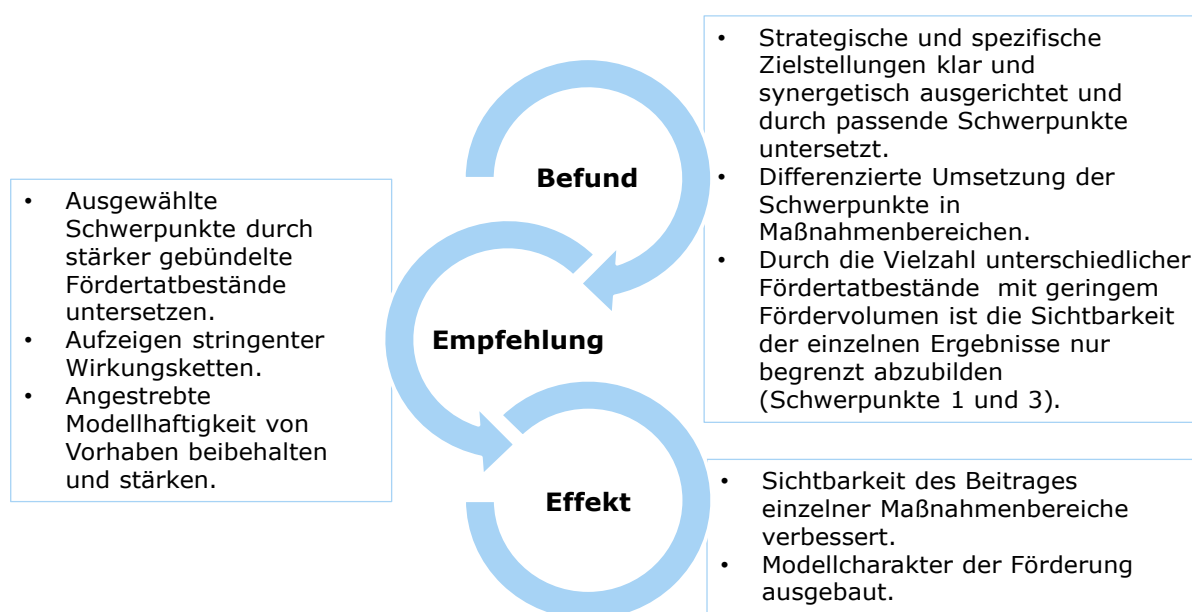 Befund
• Strategische und spezifische
Zielstellungen klar und
synergetisch ausgerichtet und
durch passende Schwerpunkte
untersetzt.
• Differenzierte Umsetzung der
Schwerpunkte in
Maßnahmenbereichen.
• Durch die Vielzahl unterschiedlicher
Fördertatbestände mit geringem
Fördervolumen ist die Sichtbarkeit
der einzelnen Ergebnisse nur
begrenzt abzubilden
(Schwerpunkte 1 und 3).
Empfehlung
• Ausgewählte
Schwerpunkte durch
stärker gebündelte
Fördertatbestände
untersetzen.
• Aufzeigen stringenter
Wirkungsketten.
• Angestrebte
Modellhaftigkeit von
Vorhaben beibehalten
und stärken.
Effekt
• Sichtbarkeit des Beitrages
einzelner Maßnahmenbereiche
verbessert.
• Modellcharakter der Förderung
ausgebaut.